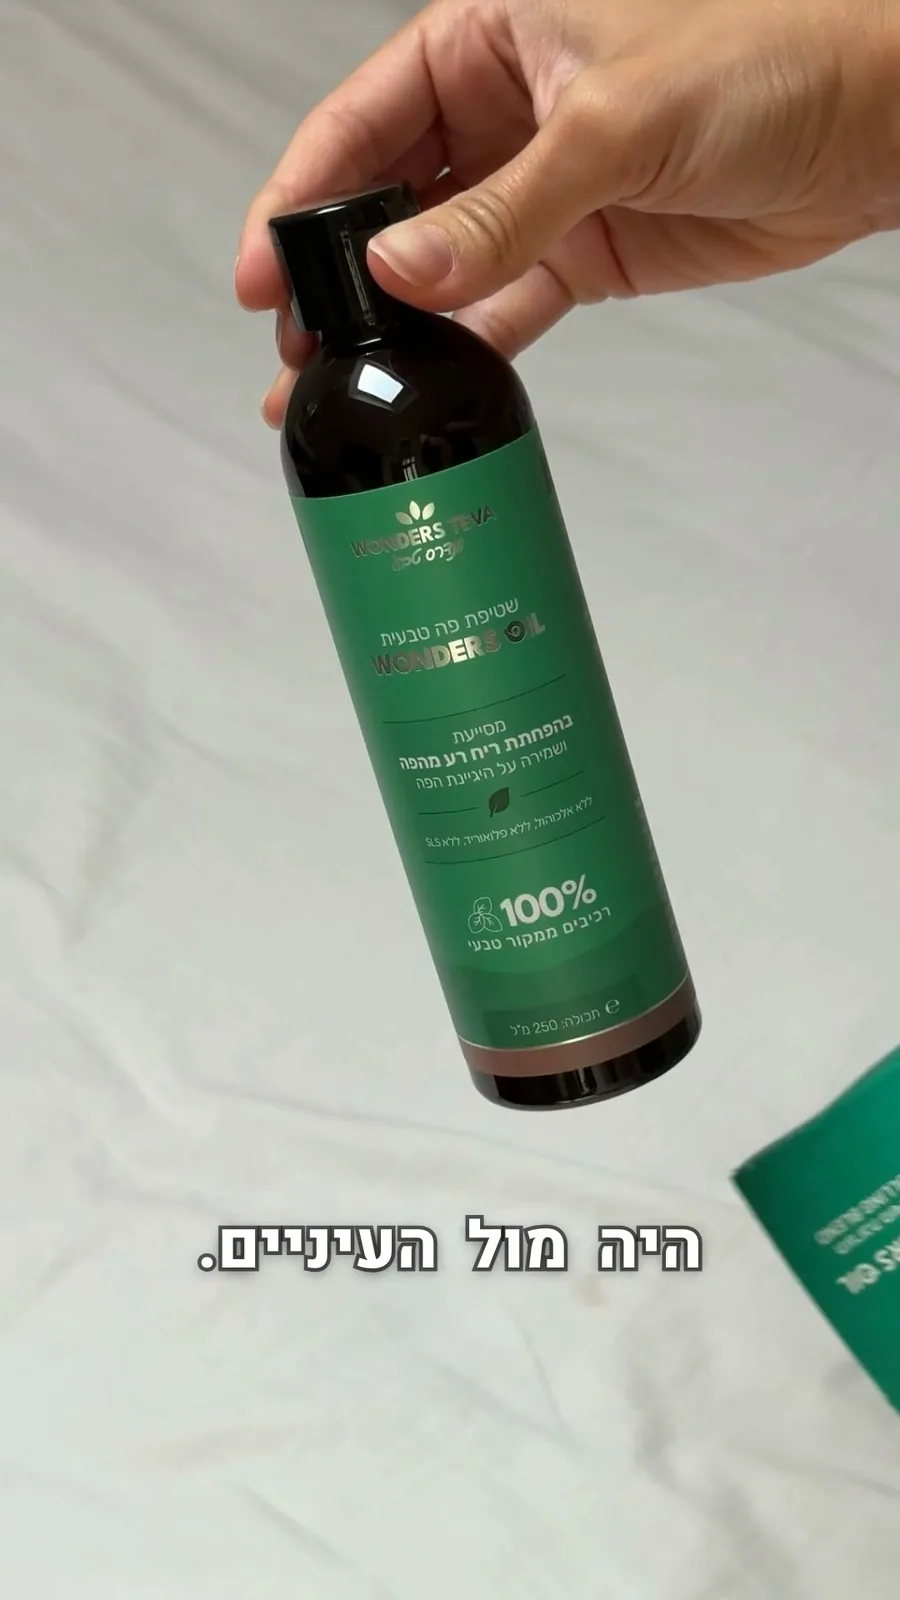 WONDERS TEVA
וונדרס טבע
שטיפת פה טבעית
WONDERS OIL
מסייעת
בהפחתת ריח רע מהפה
ושמירה על היגיינת הפה
ללא אלכוהול, ללא פלואוריד, ללא SLS
100%
רכיבים ממקור טבעי
תכולה: 250 מ"ל ℮
היה מול העיניים.